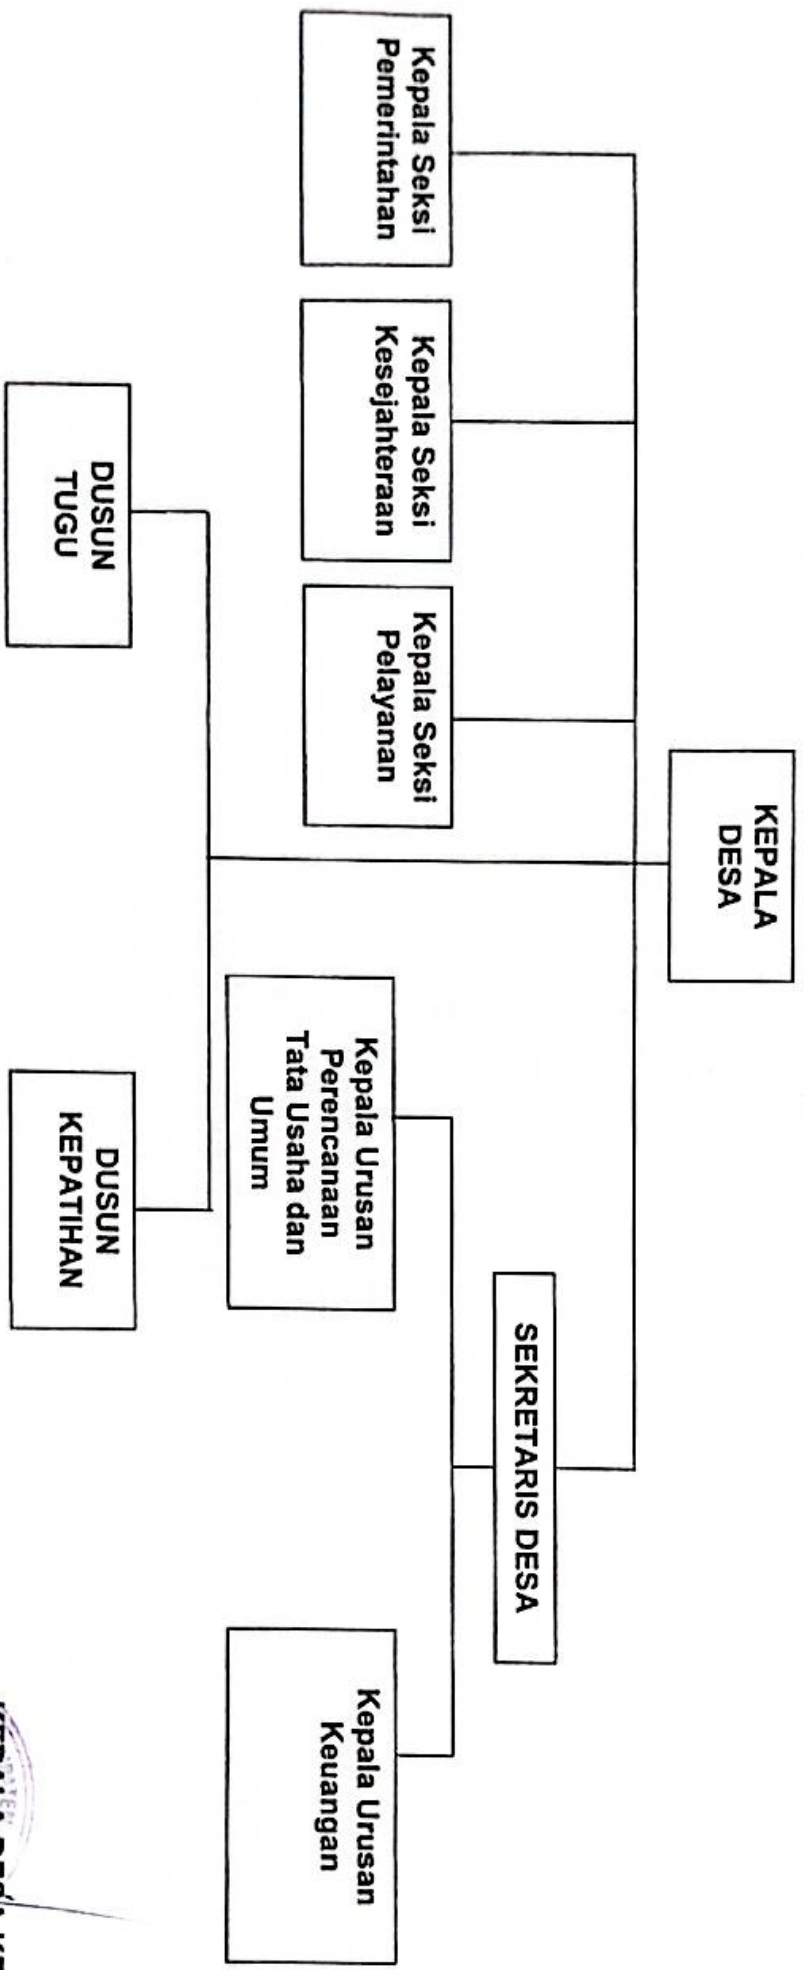 KEPALA
DESA
SEKRETARIS DESA
Kepala Seksi
Pemerintahan
Kepala Seksi
Kesejahteraan
Kepala Seksi
Pelayanan
Kepala Urusan
Perencanaan
Tata Usaha dan
Umum
Kepala Urusan
Keuangan
DUSUN
TUGU
DUSUN
KEPATIHAN